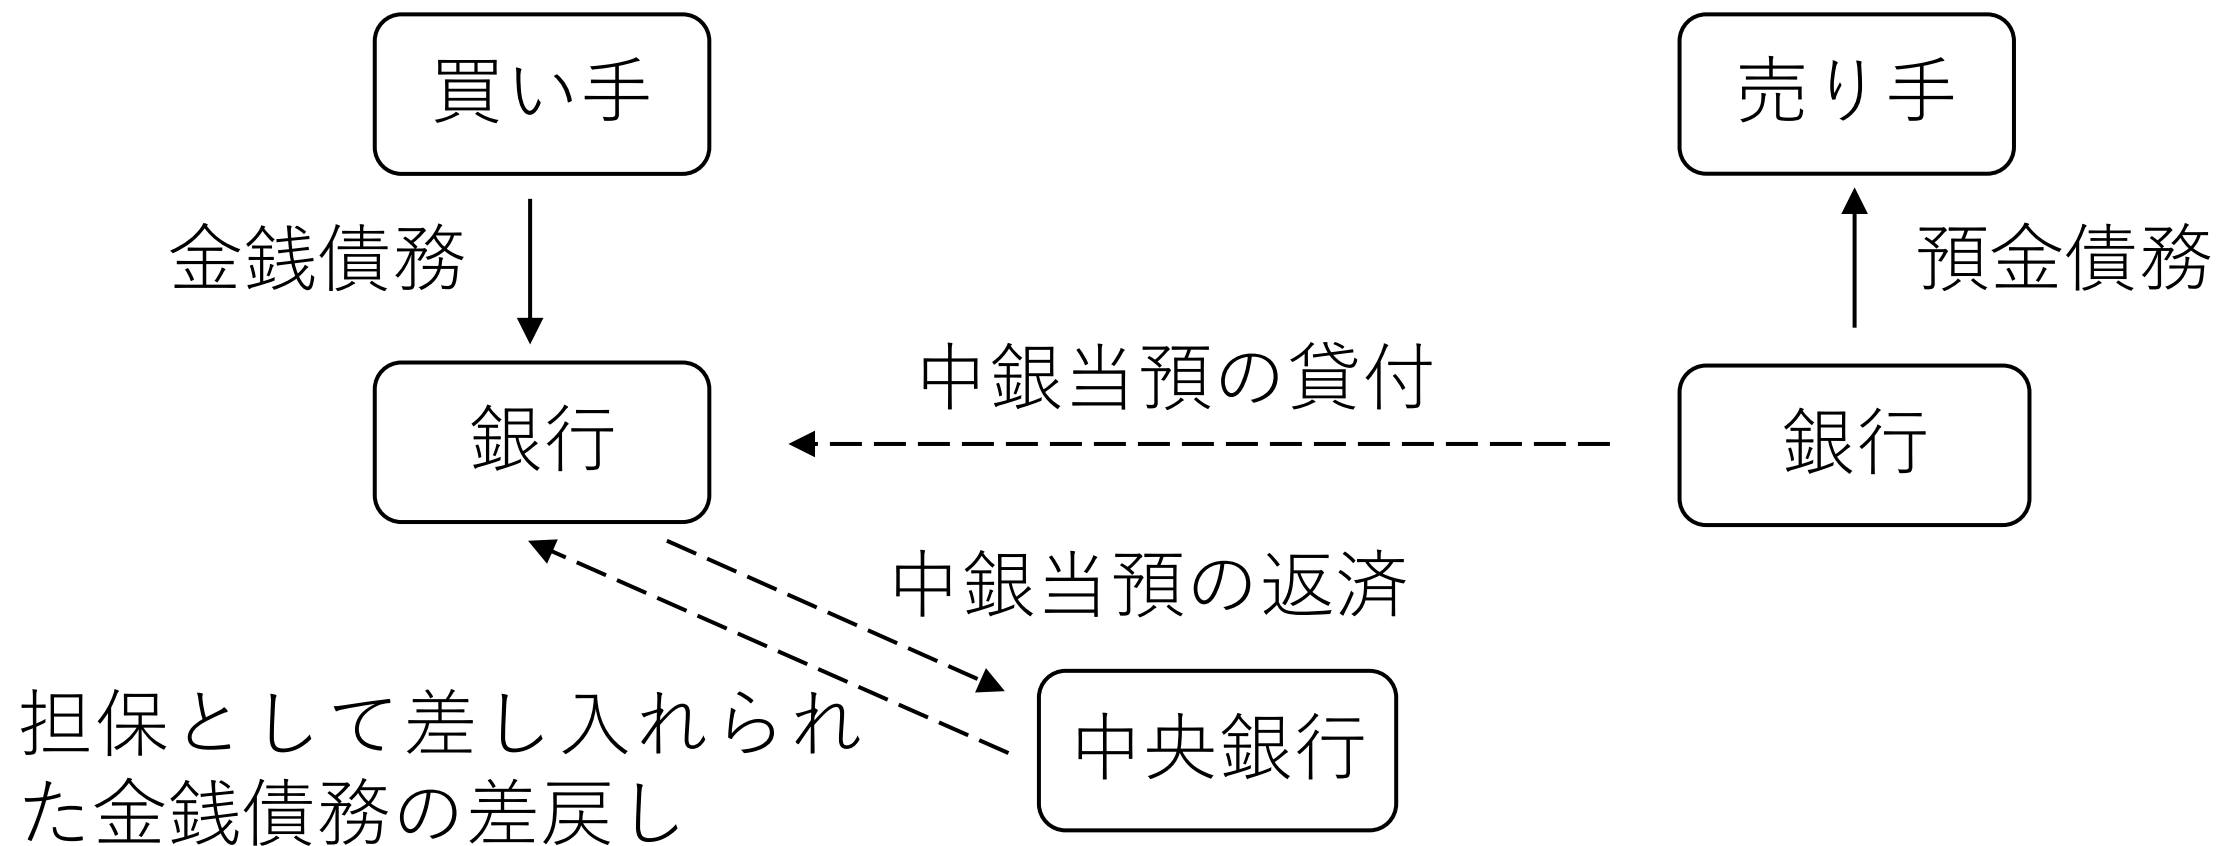 買い手
売り手
金銭債務
預金債務
中銀当預の貸付
銀行
銀行
中銀当預の返済
担保として差し入れられ
た金銭債務の差戻し
中央銀行